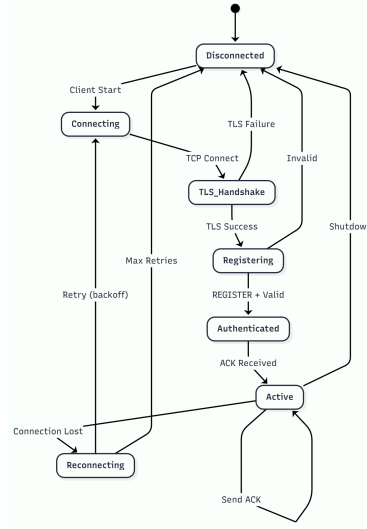 Disconnected
Client Start
Connecting
TLS Failure
TCP Connect
Invalid
TLS_Handshake
TLS Success
Shutdow
Registering
Max Retries
Retry (backoff)
REGISTER + Valid
Authenticated
ACK Received
Active
Connection Lost
Reconnecting
Send ACK